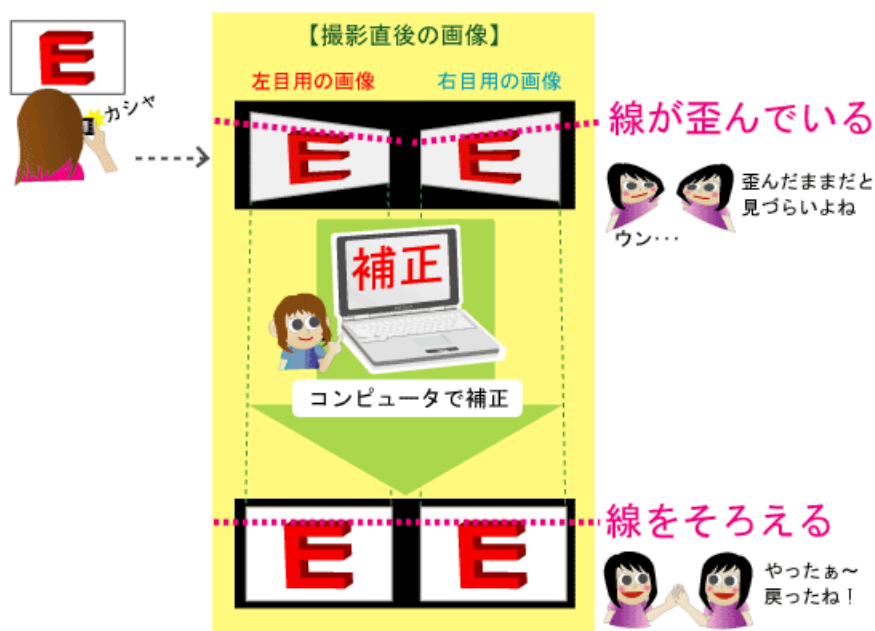 【撮影直後の画像】
左目用の画像
右目用の画像
E
カシャ
E
E
線が歪んでいる
歪んだままだと
見づらいよね
ウン・・・
補正
コンピュータで補正
E
E
線をそろえる
やったぁ～
戻ったね！